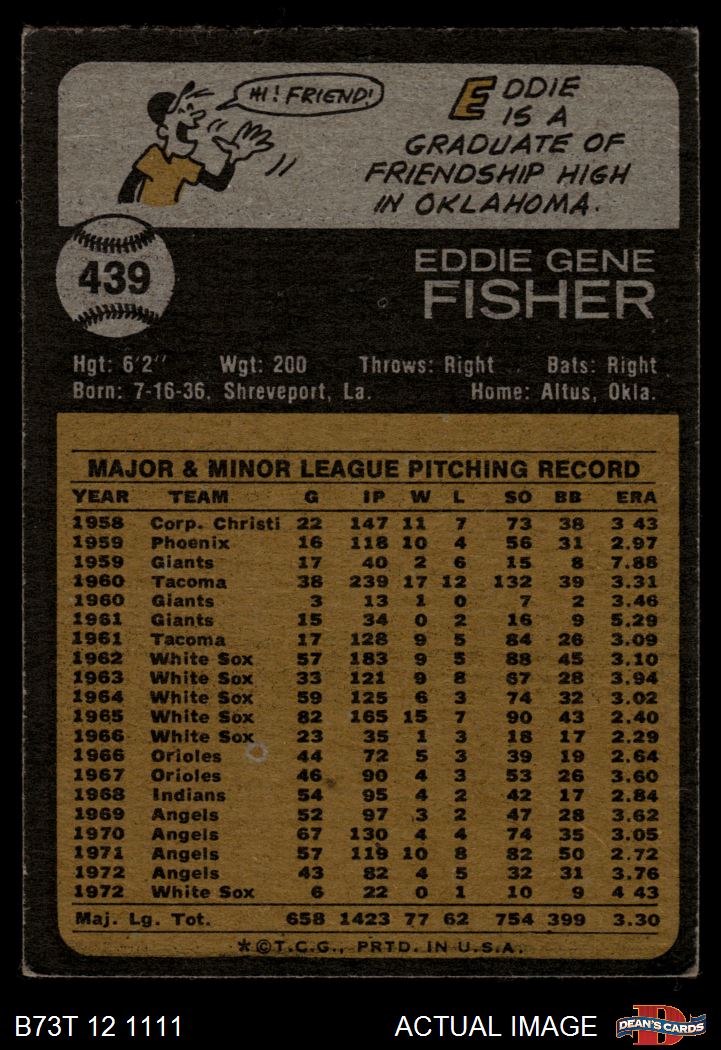 HI! FRIEND!
EDDIE
IS A
GRADUATE OF
FRIENDSHIP HIGH
IN OKLAHOMA.
439
EDDIE GENE
FISHER
Hgt: 6'2" Wgt: 200 Throws: Right Bats: Right
Born: 7-16-36, Shreveport, La. Home: Altus, Okla.
MAJOR & MINOR LEAGUE PITCHING RECORD
YEAR TEAM G IP W L SO BB ERA
1958 Corp. Christi 22 147 11 7 73 38 3 43
1959 Phoenix 16 118 10 4 56 31 2.97
1959 Giants 17 40 2 6 15 8 7.88
1960 Tacoma 38 239 17 12 132 39 3.31
1960 Giants 3 13 1 0 7 2 3.46
1961 Giants 15 34 0 2 16 9 5.29
1961 Tacoma 17 128 9 5 84 26 3.09
1962 White Sox 57 183 9 5 88 45 3.10
1963 White Sox 33 121 9 8 67 28 3.94
1964 White Sox 59 125 6 3 74 32 3.02
1965 White Sox 82 165 15 7 90 43 2.40
1966 White Sox 23 35 1 3 18 17 2.29
1966 Orioles 44 72 5 3 39 19 2.64
1967 Orioles 46 90 4 3 53 26 3.60
1968 Indians 54 95 4 2 42 17 2.84
1969 Angels 52 97 3 2 47 28 3.62
1970 Angels 67 130 4 4 74 35 3.05
1971 Angels 57 119 10 8 82 50 2.72
1972 Angels 43 82 4 5 32 31 3.76
1972 White Sox 6 22 0 1 10 9 4 43
Maj. Lg. Tot. 658 1423 77 62 754 399 3.30
*©T.C.G., PRTD. IN U.S.A.
B73T 12 1111 ACTUAL IMAGE DEAN'S CARDS